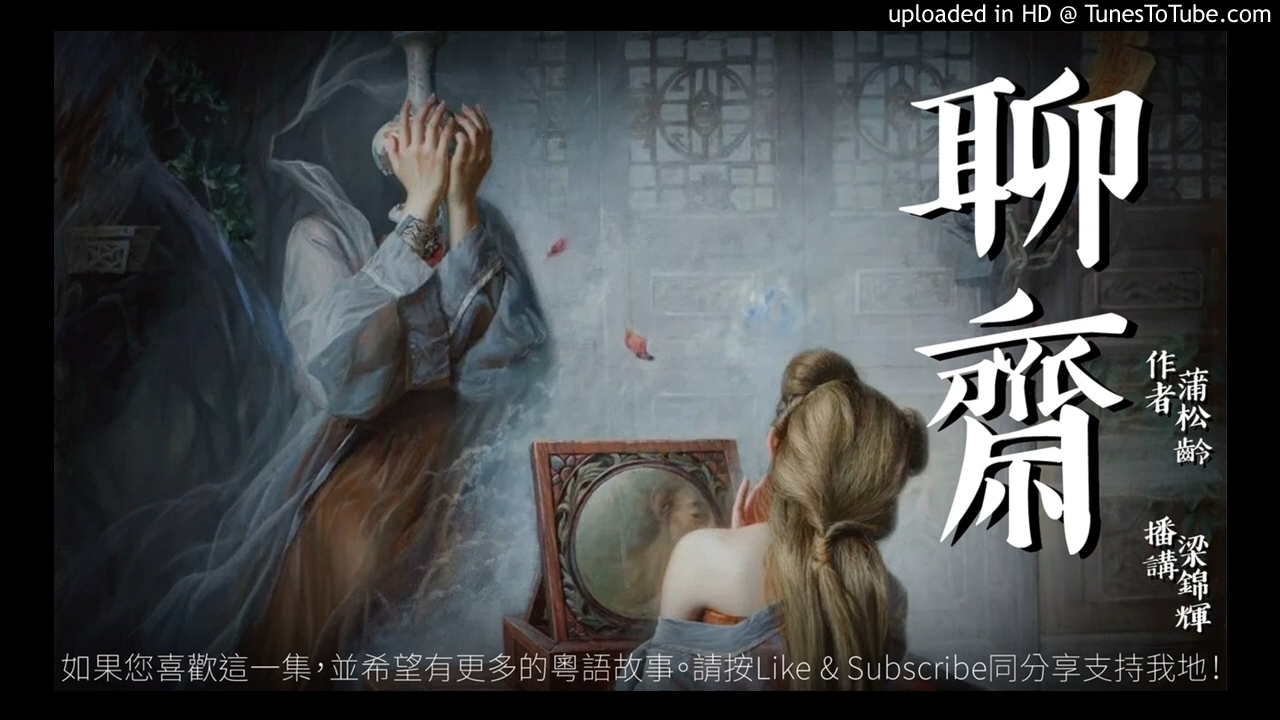 uploaded in HD @ TunesToTube.com
聊齋
作者
蒲松齡
播講
梁錦輝
如果您喜歡這一集，並希望有更多的粵語故事。請按Like & Subscribe同分享支持我地！